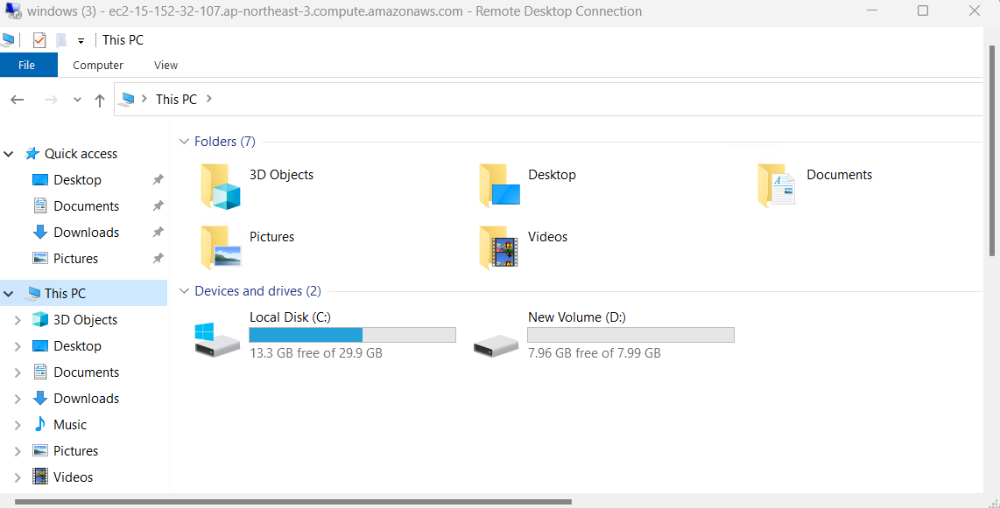 windows (3) - ec2-15-152-32-107.ap-northeast-3.compute.amazonaws.com - Remote Desktop Connection
This PC
File Computer View
This PC
Quick access
Desktop
Documents
Downloads
Pictures
This PC
3D Objects
Desktop
Documents
Downloads
Music
Pictures
Videos
Folders (7)
3D Objects Desktop Documents
Pictures Videos
Devices and drives (2)
Local Disk (C:)
13.3 GB free of 29.9 GB
New Volume (D:)
7.96 GB free of 7.99 GB